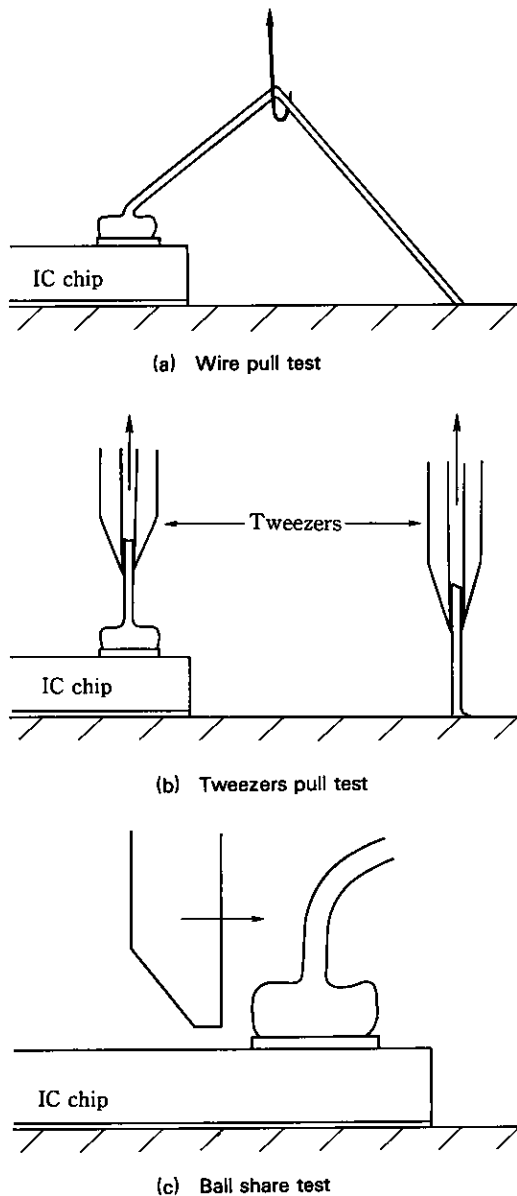 IC chip
(a) Wire pull test
Tweezers
IC chip
(b) Tweezers pull test
IC chip
(c) Ball share test